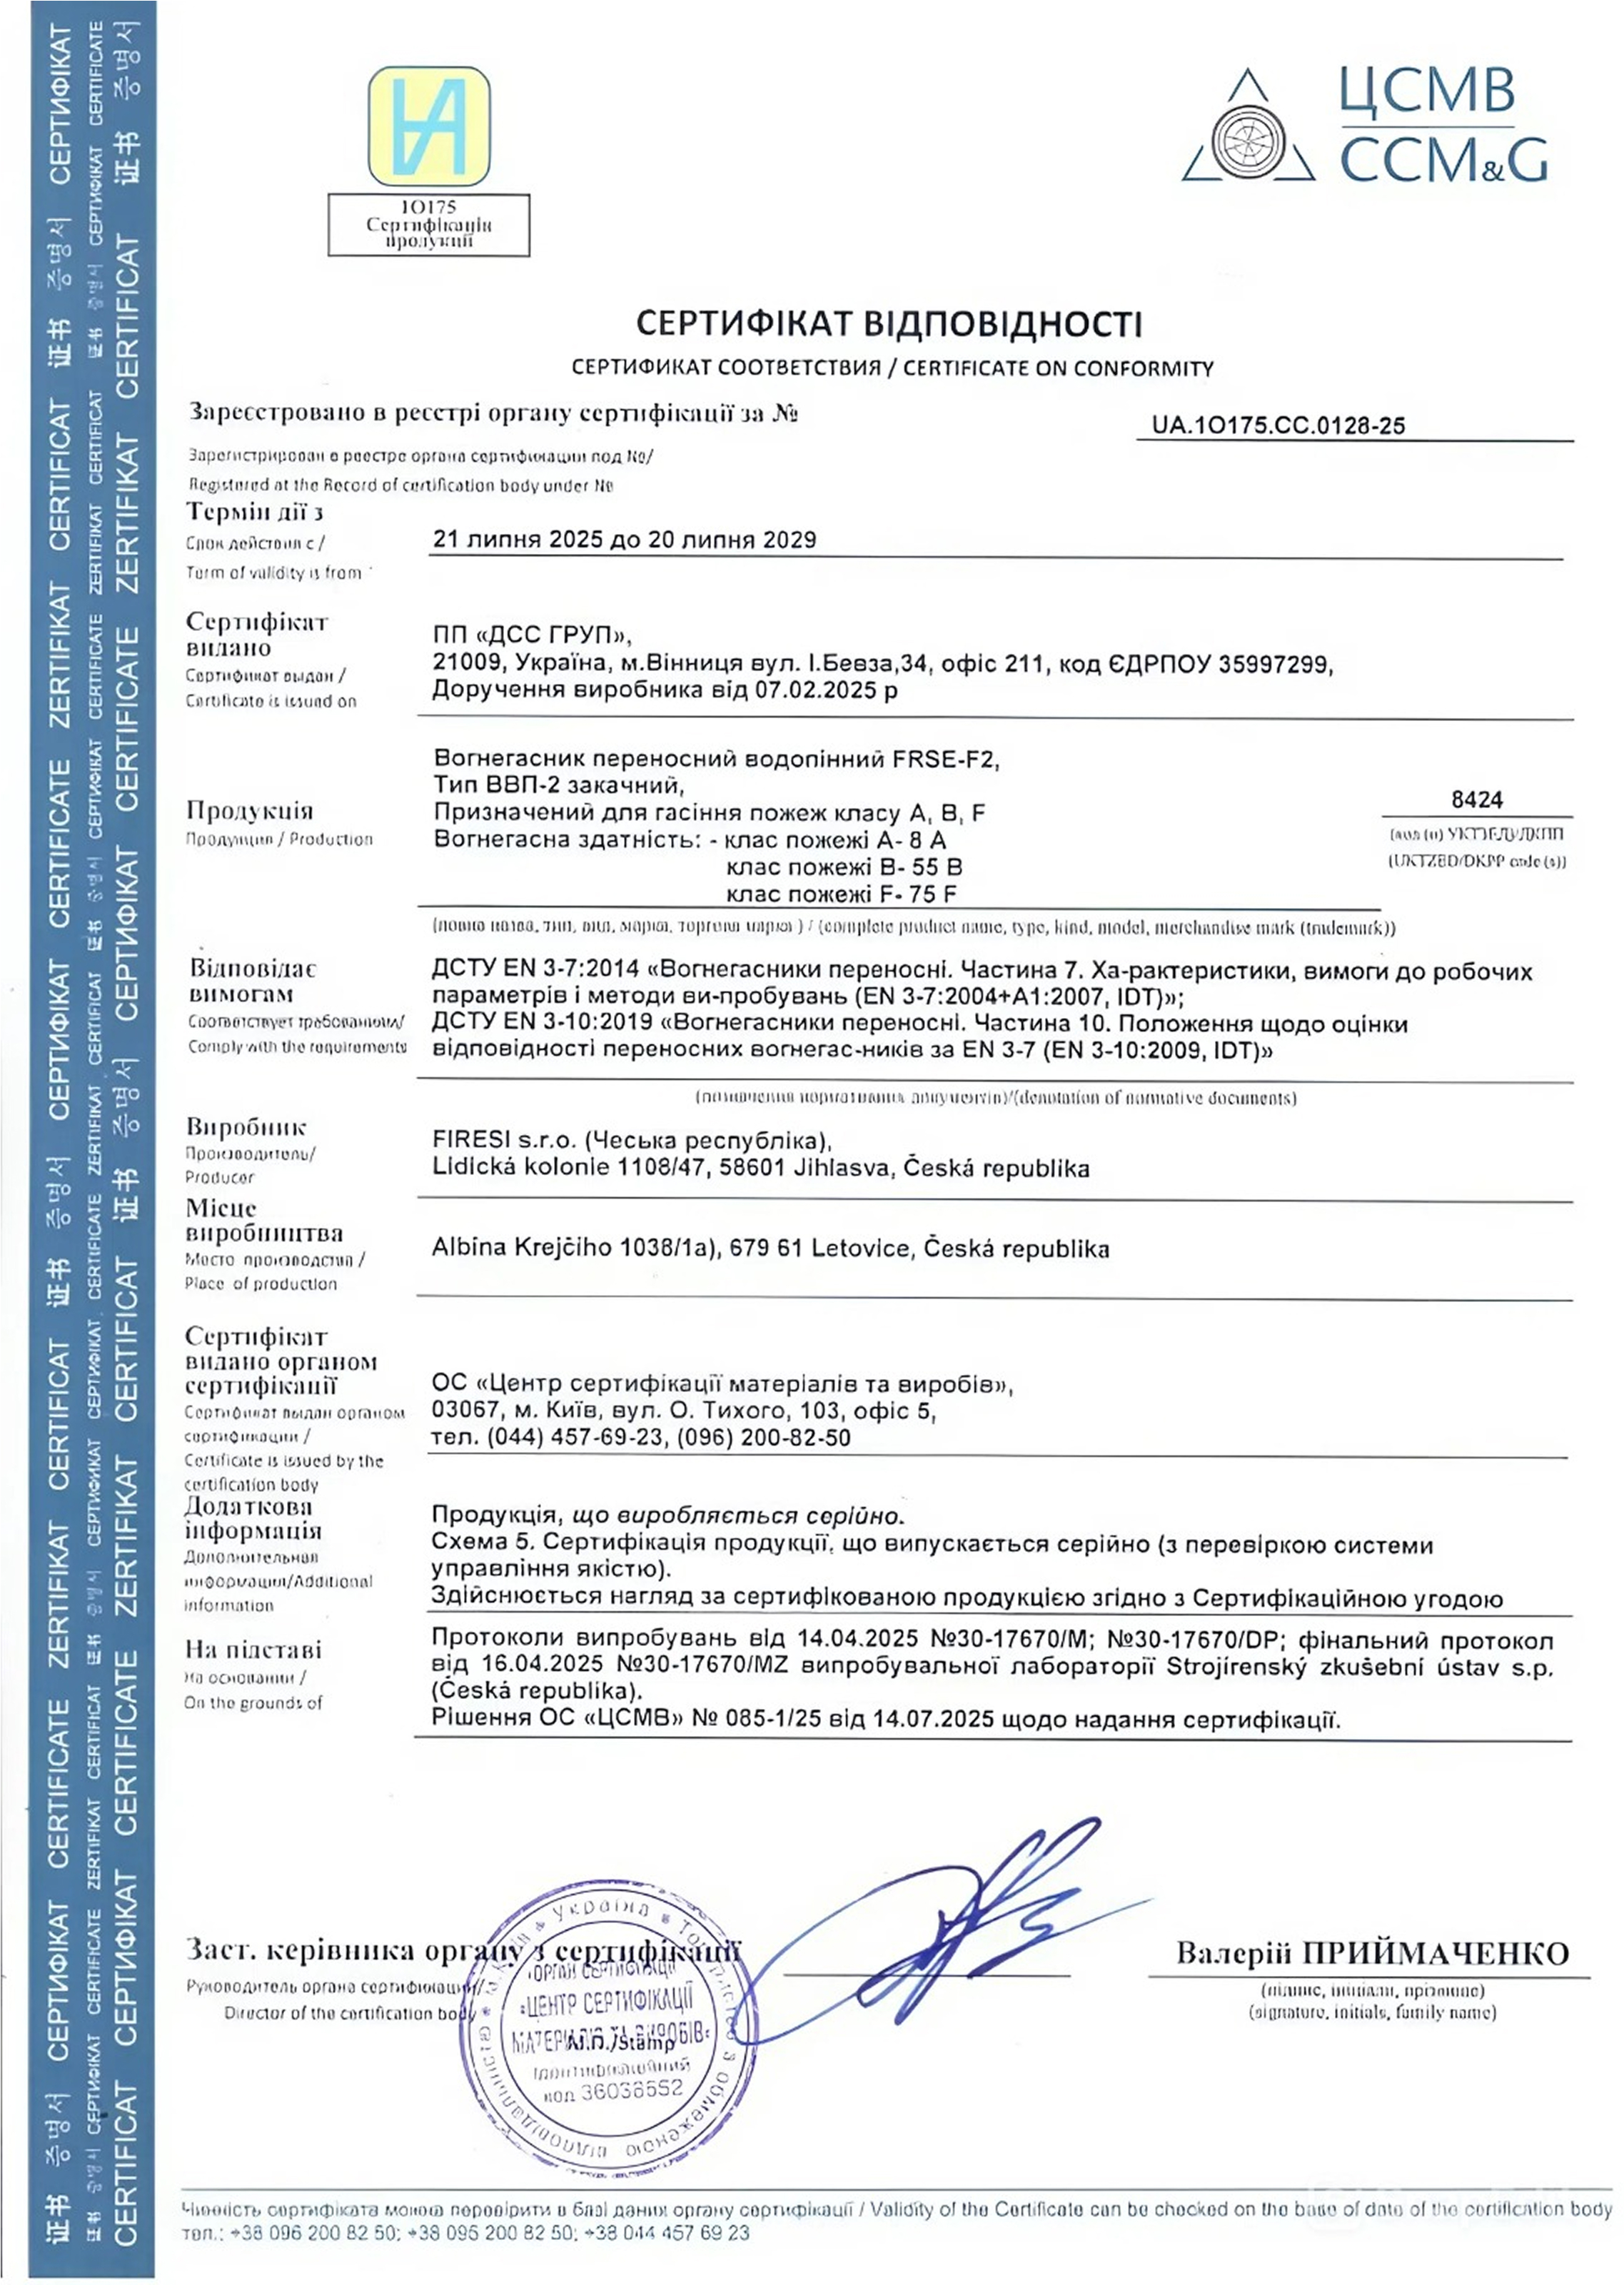 ЦСМВ
CCM&G
1О175
Сертифікація
продукції
СЕРТИФІКАТ ВІДПОВІДНОСТІ
СЕРТИФИКАТ СООТВЕТСТВИЯ / CERTIFICATE ON CONFORMITY
Зареєстровано в реєстрі органу сертифікації за №
UA.1О175.СС.0128-25
Зарегистрирован в реестре органа сертификации под №/
Registered at the Record of certification body under №
Термін дії з
Срок действия с /
Term of validity is from
21 липня 2025 до 20 липня 2029
Сертифікат
видано
Сертификат выдан /
Certificate is issued on
ПП «ДСС ГРУП»,
21009, Україна, м.Вінниця вул. І.Бевза,34, офіс 211, код ЄДРПОУ 35997299,
Доручення виробника від 07.02.2025 р
Продукція
Продукция / Production
Вогнегасник переносний водопінний FRSE-F2,
Тип ВВП-2 закачний,
Призначений для гасіння пожеж класу А, В, F
Вогнегасна здатність: - клас пожежі А- 8 А
клас пожежі В- 55 В
клас пожежі F- 75 F
8424
(код (и) УКТЗЕД/ДКПП
(UKTZED/DKPP code (s))
(повна назва, тип, вид, марка, торгова марка ) / (complete product name, type, kind, model, merchandise mark (trademark))
Відповідає
вимогам
Соответствует требованиям/
Comply with the requirements
ДСТУ EN 3-7:2014 «Вогнегасники переносні. Частина 7. Ха-рактеристики, вимоги до робочих
параметрів і методи ви-пробувань (EN 3-7:2004+A1:2007, IDT)»;
ДСТУ EN 3-10:2019 «Вогнегасники переносні. Частина 10. Положення щодо оцінки
відповідності переносних вогнегас-ників за EN 3-7 (EN 3-10:2009, IDT)»
(позначення нормативних документів)/(denotation of normative documents)
Виробник
Производитель/
Producer
FIRESI s.r.o. (Чеська республіка),
Lidická kolonie 1108/47, 58601 Jihlasva, Česká republika
Місце
виробництва
Место производства /
Place of production
Albína Krejčího 1038/1a), 679 61 Letovice, Česká republika
Сертифікат
видано органом
сертифікації
Сертификат выдан органом
сертификации /
Certificate is issued by the
certification body
ОС «Центр сертифікації матеріалів та виробів»,
03067, м. Київ, вул. О. Тихого, 103, офіс 5,
тел. (044) 457-69-23, (096) 200-82-50
Додаткова
інформація
Дополнительная
информация/Additional
information
Продукція, що виробляється серійно.
Схема 5. Сертифікація продукції, що випускається серійно (з перевіркою системи
управління якістю).
Здійснюється нагляд за сертифікованою продукцією згідно з Сертифікаційною угодою
На підставі
На основании /
On the grounds of
Протоколи випробувань від 14.04.2025 №30-17670/М; №30-17670/DP; фінальний протокол
від 16.04.2025 №30-17670/MZ випробувальної лабораторії Strojírenský zkušební ústav s.p.
(Česká republika).
Рішення ОС «ЦСМВ» № 085-1/25 від 14.07.2025 щодо надання сертифікації.
Заст. керівника органу з сертифікації
Руководитель органа сертификации/
Director of the certification body
Валерій ПРИЙМАЧЕНКО
(підпис, ініціали, прізвище)
(signature, initials, family name)
м. Київ * Україна * Товариство з обмеженою відповідальністю
ОРГАН СЕРТИФІКАЦІЇ
«ЦЕНТР СЕРТИФІКАЦІЇ
МАТЕРІАЛІВ ТА ВИРОБІВ»
М.П./Stamp
Ідентифікаційний
код 36038552
Чинність сертифіката можна перевірити в базі даних органу сертифікації / Validity of the Certificate can be checked on the base of date of the certification body
тел.: +38 096 200 82 50; +38 095 200 82 50; +38 044 457 69 23
СЕРТИФІКАТ CERTIFICATE ZERTIFIKAT CERTIFICAT 证书 증명서